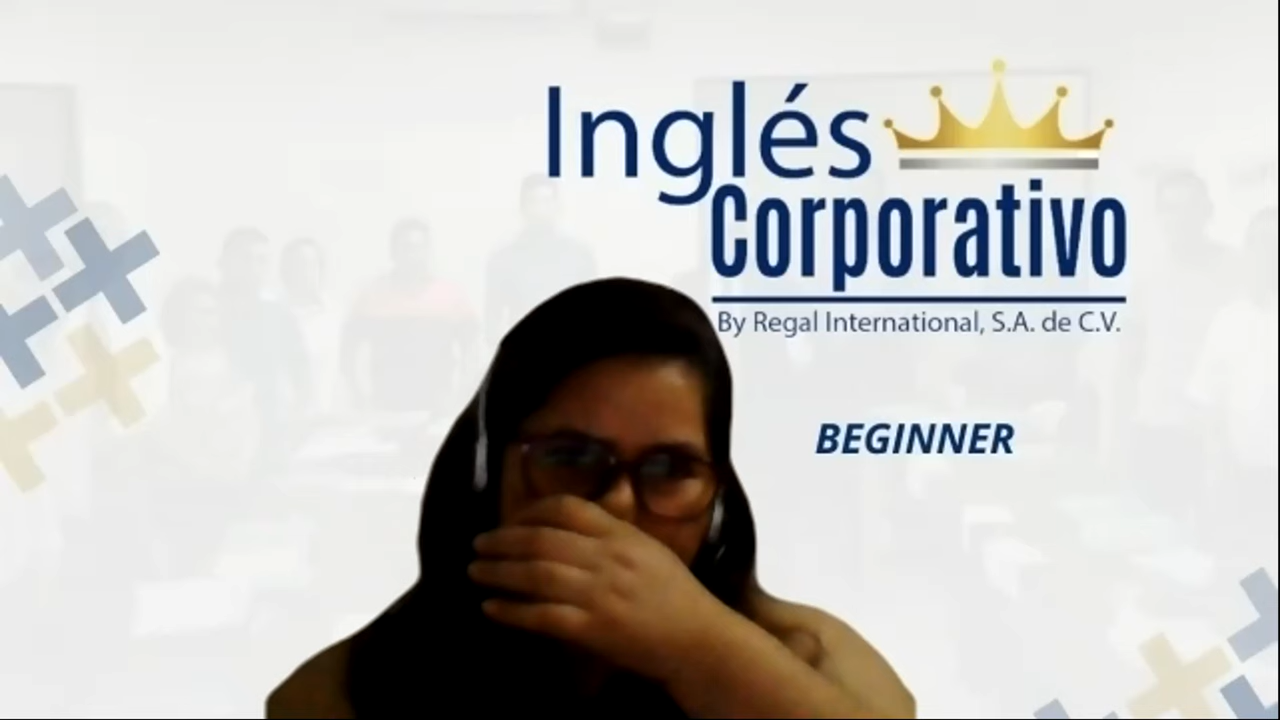 Inglés
Corporativo
By Regal International, S.A. de C.V.
BEGINNER